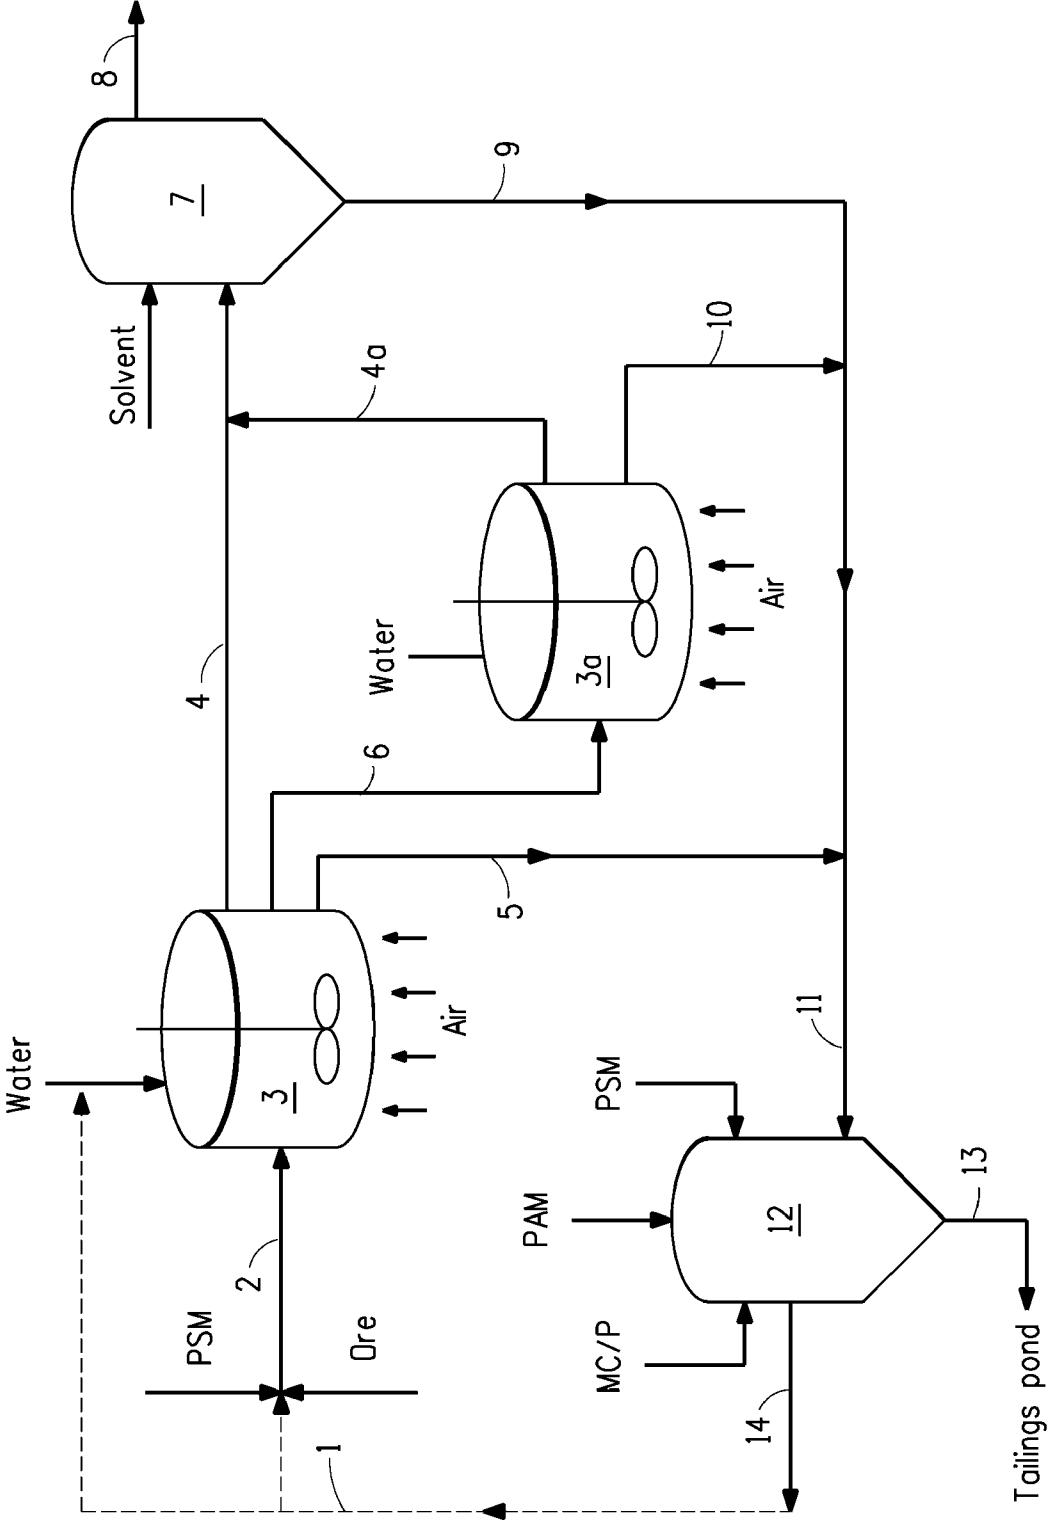 Water
PSM
Ore
1
2
3
Air
4
5
6
Water
3a
Air
4a
10
Solvent
7
8
9
11
PSM
PAM
MC/P
12
13
14
Tailings pond